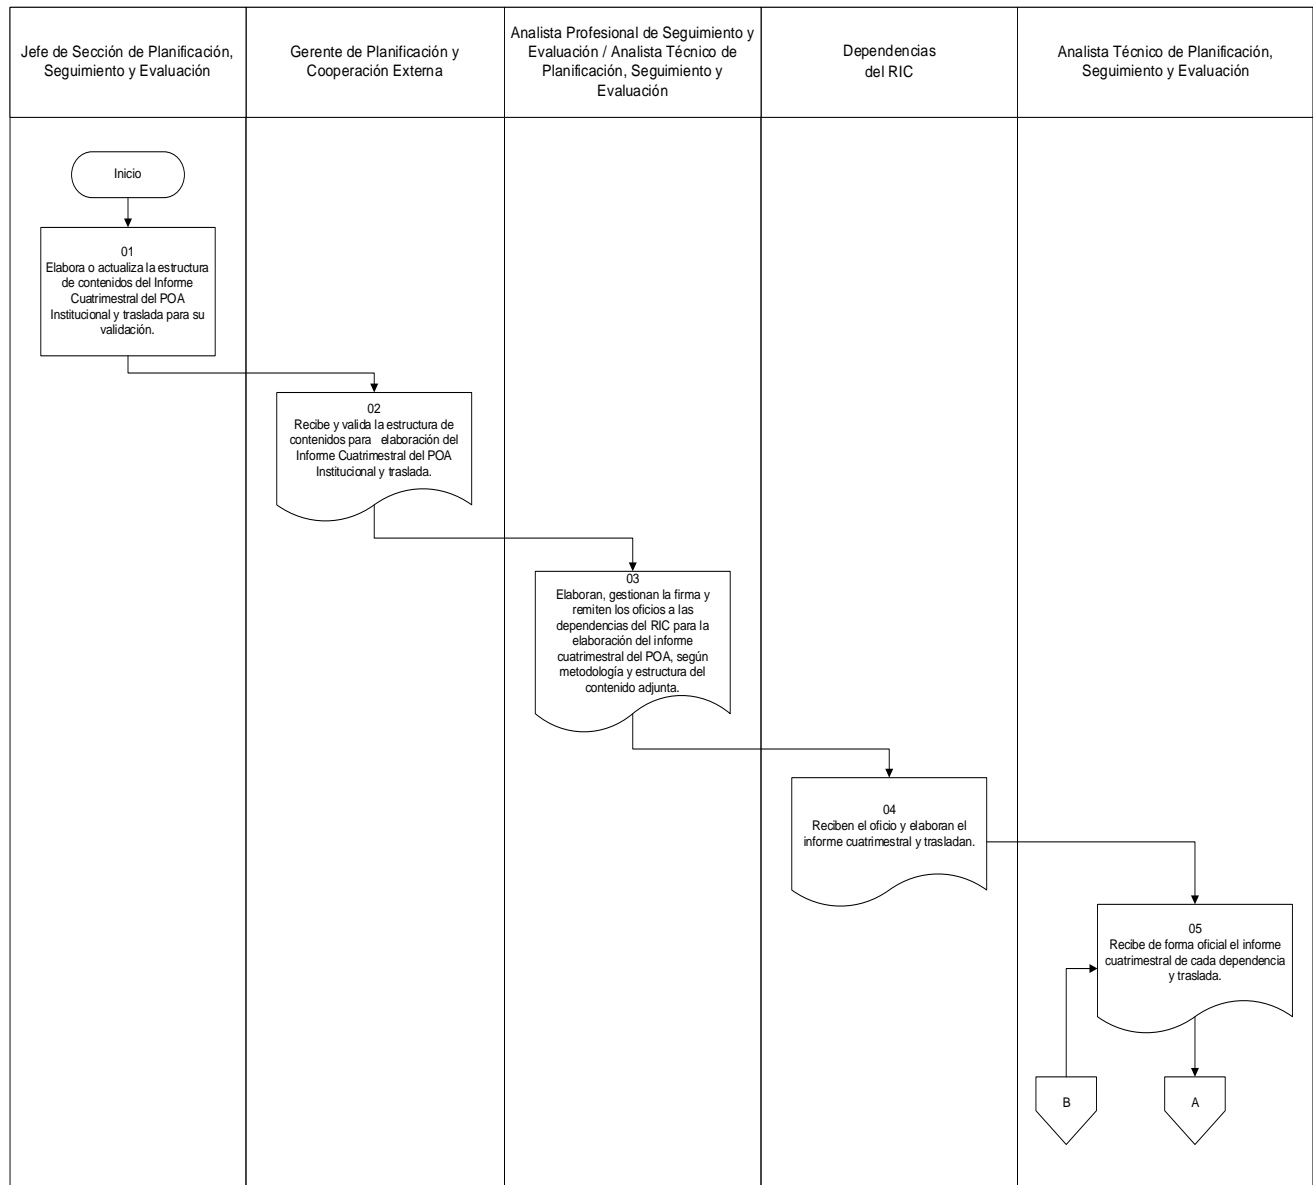 Jefe de Sección de Planificación,
Seguimiento y Evaluación
Gerente de Planificación y
Cooperación Externa
Analista Profesional de Seguimiento y
Evaluación / Analista Técnico de
Planificación, Seguimiento y
Evaluación
Dependencias
del RIC
Analista Técnico de Planificación,
Seguimiento y Evaluación
Inicio
01
Elabora o actualiza la estructura
de contenidos del Informe
Cuatrimestral del POA
Institucional y traslada para su
validación.
02
Recibe y valida la estructura de
contenidos para elaboración del
Informe Cuatrimestral del POA
Institucional y traslada.
03
Elaboran, gestionan la firma y
remiten los oficios a las
dependencias del RIC para la
elaboración del informe
cuatrimestral del POA, según
metodología y estructura del
contenido adjunta.
04
Reciben el oficio y elaboran el
informe cuatrimestral y trasladan.
05
Recibe de forma oficial el informe
cuatrimestral de cada dependencia
y traslada.
B
A